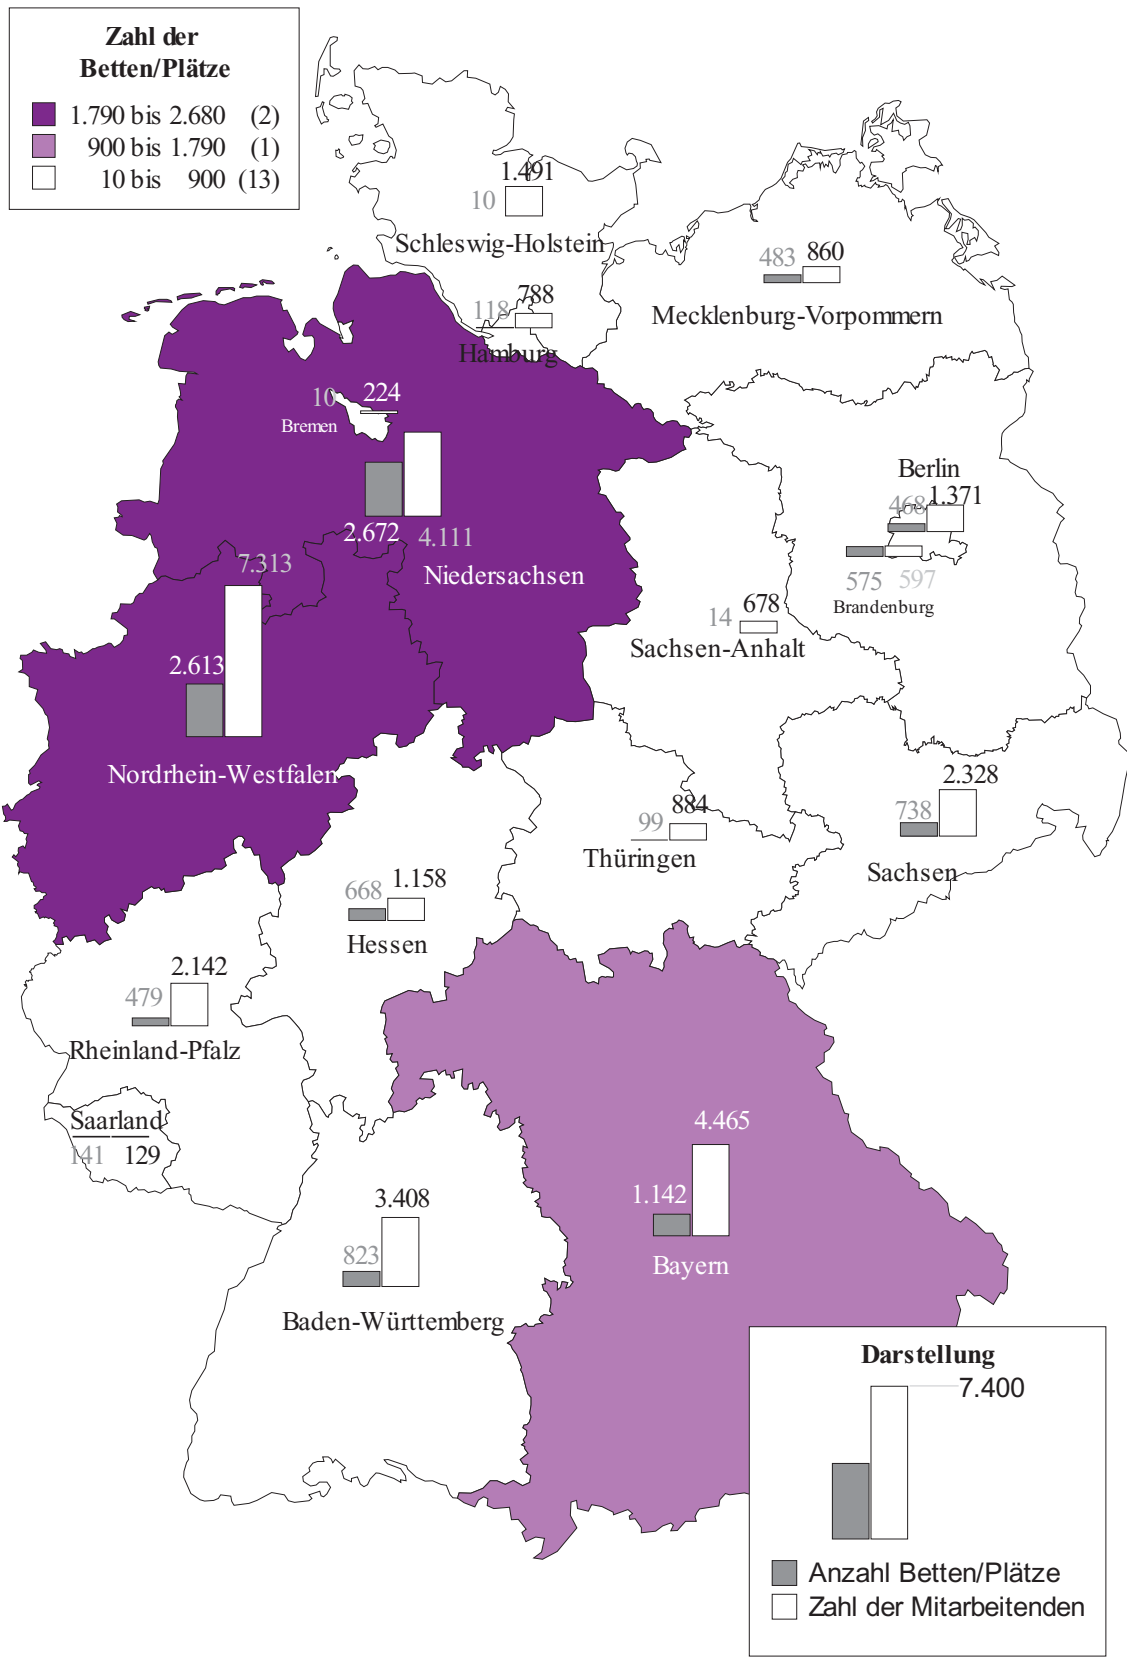 Zahl der
Betten/Plätze
1.790 bis 2.680 (2)
900 bis 1.790 (1)
10 bis 900 (13)
1.491
10
Schleswig-Holstein
483 860
Mecklenburg-Vorpommern
118 788
Hamburg
10 224
Bremen
2.672 4.111
Niedersachsen
Berlin
468 1.371
575 597
Brandenburg
7.313
2.613
Nordrhein-Westfalen
14 678
Sachsen-Anhalt
2.328
738
Sachsen
99 884
Thüringen
668 1.158
Hessen
2.142
479
Rheinland-Pfalz
Saarland
141 129
4.465
1.142
Bayern
3.408
823
Baden-Württemberg
Darstellung
7.400
Anzahl Betten/Plätze
Zahl der Mitarbeitenden